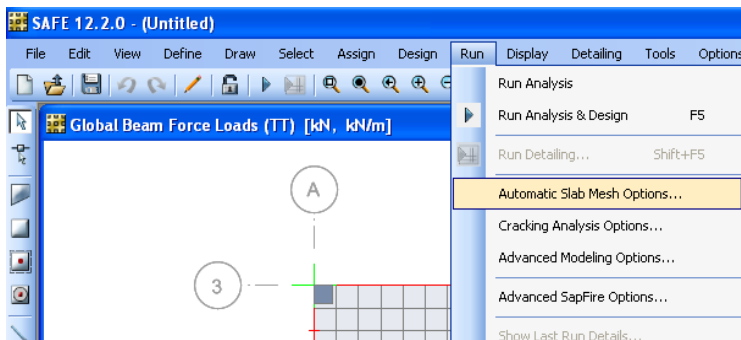 SAFE 12.2.0 - (Untitled)
File Edit View Define Draw Select Assign Design Run Display Detailing Tools Options
Run Analysis
Run Analysis & Design F5
Global Beam Force Loads (TT) [kN, kN/m]
Run Detailing... Shift+F5
A
Automatic Slab Mesh Options...
Cracking Analysis Options...
Advanced Modeling Options...
3
Advanced SapFire Options...
Show Last Run Details...